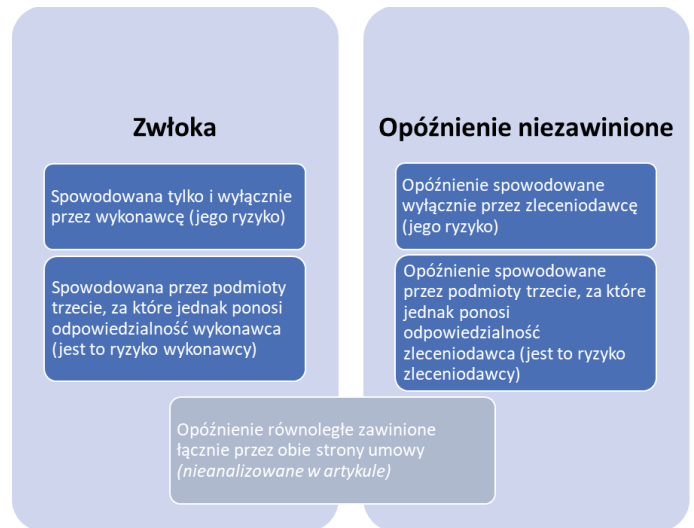 Zwłoka
Spowodowana tylko i wyłącznie
przez wykonawcę (jego ryzyko)
Spowodowana przez podmioty
trzecie, za które jednak ponosi
odpowiedzialność wykonawca
(jest to ryzyko wykonawcy)
Opóźnienie niezawinione
Opóźnienie spowodowane
wyłącznie przez zleceniodawcę
(jego ryzyko)
Opóźnienie spowodowane
przez podmioty trzecie, za które
jednak ponosi
odpowiedzialność
zleceniodawca (jest to ryzyko
zleceniodawcy)
Opóźnienie równoległe zawinione
łącznie przez obie strony umowy
(nieanalizowane w artykule)